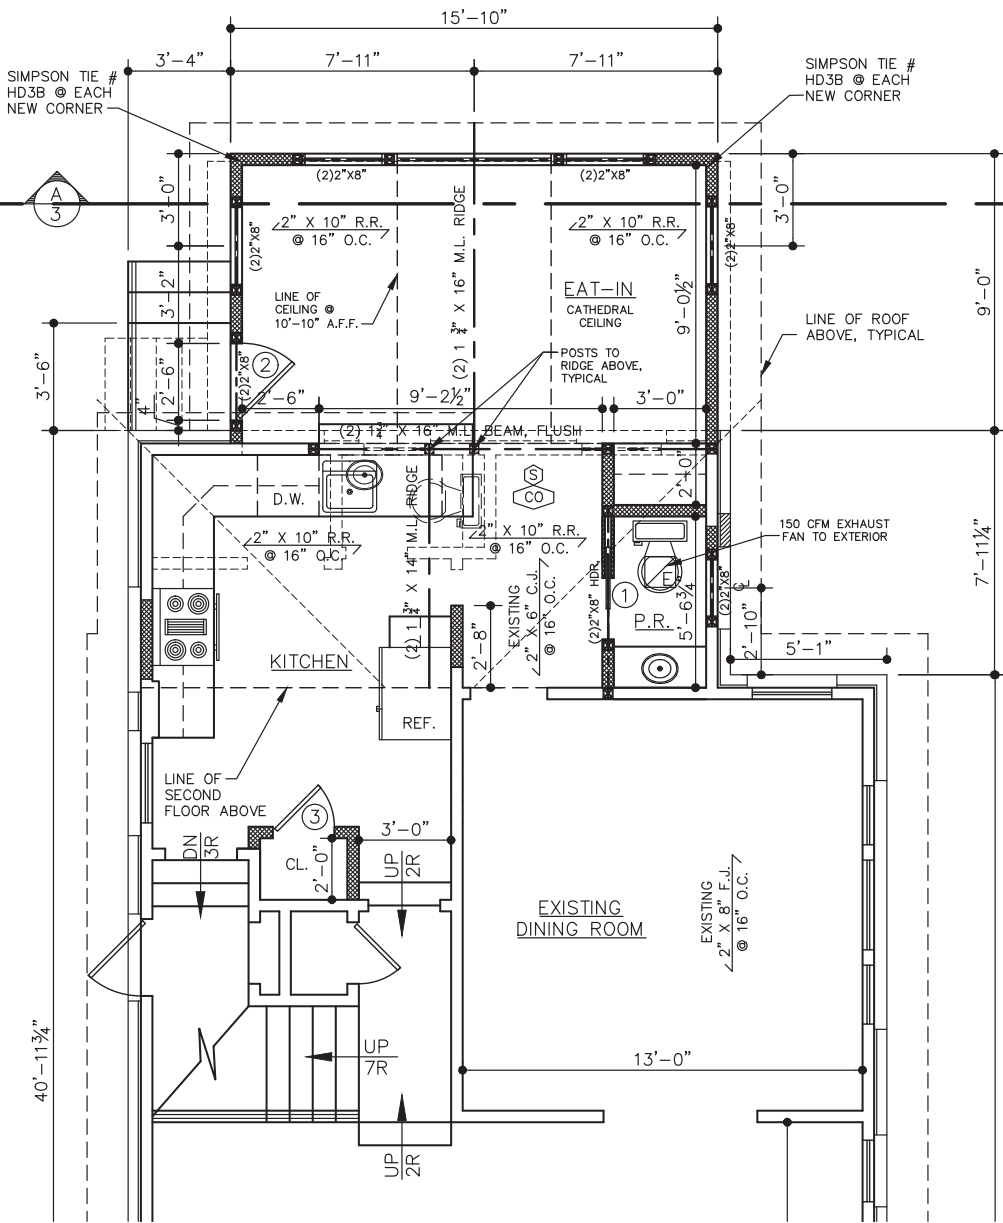 15'-10"
3'-4"
7'-11"
7'-11"
SIMPSON TIE #
HD3B @ EACH
NEW CORNER
SIMPSON TIE #
HD3B @ EACH
NEW CORNER
(2)2"X8"
(2)2"X8"
A
3
3'-0"
3'-0"
2" X 10" R.R.
@ 16" O.C.
2" X 10" R.R.
@ 16" O.C.
(2)2"X8"
(2)2"X8"
(2) 1 3/4" X 16" M.L. RIDGE
3'-2"
LINE OF
CEILING @
10'-10" A.F.F.
EAT-IN
CATHEDRAL
CEILING
9'-0½"
9'-0"
LINE OF ROOF
ABOVE, TYPICAL
3'-6"
2'-6"
4"
(2)2"X8"
2
POSTS TO
RIDGE ABOVE,
TYPICAL
2'-6"
9'-2½"
3'-0"
(2) 1 3/4" X 16" M.L. BEAM, FLUSH
2'-0"
D.W.
S
CO
2" X 10" R.R.
@ 16" O.C.
2" X 10" R.R.
@ 16" O.C.
(2) 1 3/4" X 14" M.L. RIDGE
150 CFM EXHAUST
FAN TO EXTERIOR
7'-11¼"
EXISTING
2" X 6" C.J.
@ 16" O.C.
(2)2"X8" HDR.
1
E.
P.R.
5'-6¾"
(2)2"X8"
CL
2'-10"
5'-1"
2'-8"
KITCHEN
REF.
LINE OF
SECOND
FLOOR ABOVE
3
3'-0"
DN
3R
CL.
2'-0"
UP
2R
EXISTING
DINING ROOM
EXISTING
2" X 8" F.J.
@ 16" O.C.
40'-11¾"
UP
7R
13'-0"
UP
2R